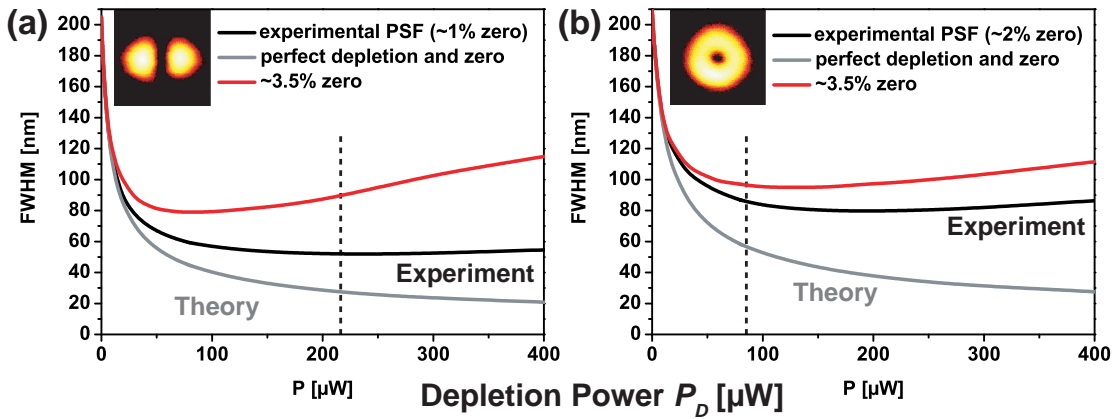 (a)
FWHM [nm]
200
180
160
140
120
100
80
60
40
20
0
experimental PSF (~1% zero)
perfect depletion and zero
~3.5% zero
Experiment
Theory
0
100
200
300
400
P [µW]
(b)
FWHM [nm]
200
180
160
140
120
100
80
60
40
20
0
experimental PSF (~2% zero)
perfect depletion and zero
~3.5% zero
Experiment
Theory
0
100
200
300
400
P [µW]
Depletion Power P_D [µW]